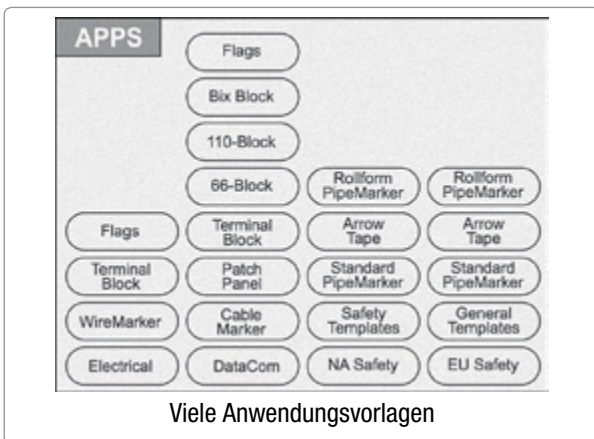 APPS
Flags
Bix Block
110-Block
66-Block
Rollform
PipeMarker
Rollform
PipeMarker
Flags
Terminal
Block
Arrow
Tape
Arrow
Tape
Terminal
Block
Patch
Panel
Standard
PipeMarker
Standard
PipeMarker
WireMarker
Cable
Marker
Safety
Templates
General
Templates
Electrical
DataCom
NA Safety
EU Safety
Viele Anwendungsvorlagen